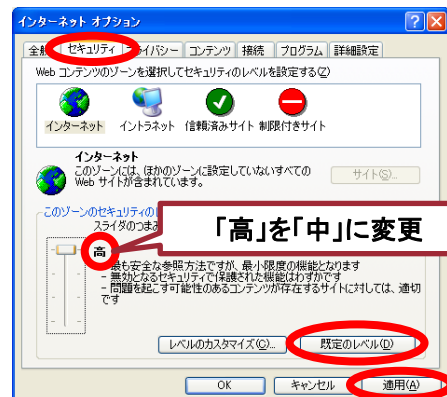 インターネット オプション
セキュリティ プライバシー コンテンツ 接続 プログラム 詳細設定
Web コンテンツのゾーンを選択してセキュリティのレベルを設定する(Z)
インターネット イントラネット 信頼済みサイト 制限付きサイト
インターネット
このゾーンには、ほかのゾーンに設定していないすべての
Web サイトが含まれています。
サイト(S)...
このゾーンのセキュリティの
スライダのつまみ
「高」を「中」に変更
高
- 最も安全な参照方法ですが、最小限度の機能となります
- 無効となるセキュリティで保護された機能はわずかです
- 問題を起こす可能性のあるコンテンツが存在するサイトに対しては、適切
です
レベルのカスタマイズ(C)... 既定のレベル(D)
OK キャンセル 適用(A)